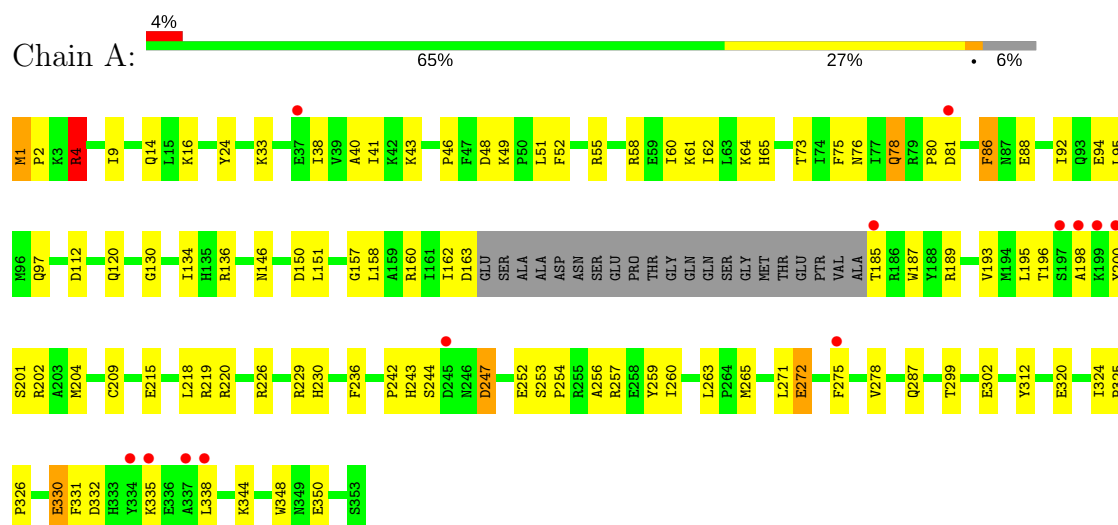 4%
Chain A:
65% 27% • 6%
M1 P2 K3 R4 I9 Q14 L15 K16 Y24 K33 E37 I38 V39 A40 I41 K42 K43 P46 F47 D48 K49 P50 L51 F52 R55 R58 E59 I60 K61 I62 L63 K64 H65 T73 I74 F75 N76 I77 Q78 R79 P80 D81 F86 N87 E88 I92 Q93 E94 L95
M96 Q97 D112 Q120 G130 I134 H135 R136 N146 D150 L151 G157 L158 A159 R160 I161 I162 D163 GLU SER ALA ALA ASP ASN SER GLU PRO THR GLY GLN GLN SER GLY MET THR GLU PTR VAL ALA T185 R186 W187 Y188 R189 V193 M194 L195 T196 S197 A198 K199 Y200
S201 R202 A203 M204 C209 E215 L218 R219 R220 R226 R229 H230 F236 P242 H243 S244 D245 N246 D247 E252 S253 P254 R255 A256 R257 E258 Y259 I260 L263 P264 M265 L271 E272 F275 V278 Q287 T299 E302 Y312 E320 I324
P326 E330 F331 D332 H333 Y334 K335 E336 A337 L338 K344 W348 N349 E350 S353